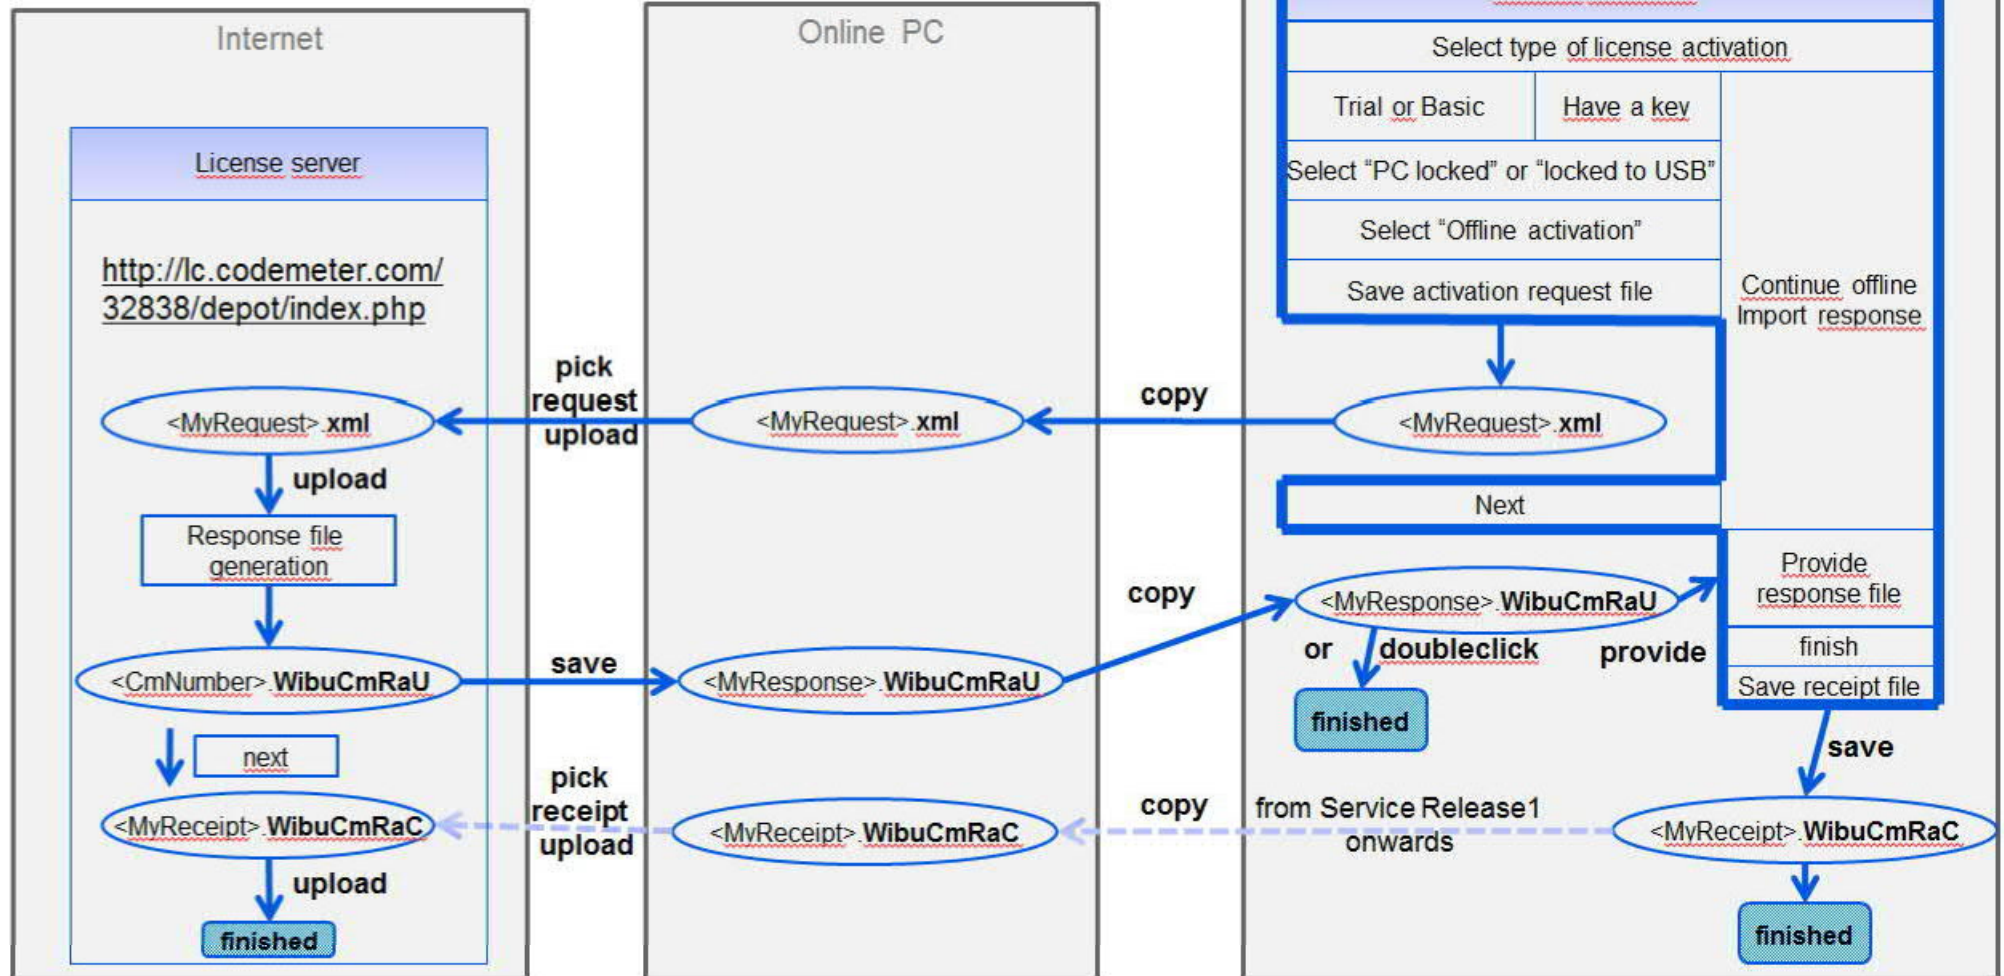 Internet
License server
http://lc.codemeter.com/
32838/depot/index.php
<MyRequest>.xml
upload
Response file
generation
<CmNumber>.WibuCmRaU
next
<MyReceipt>.WibuCmRaC
upload
finished
pick
request
upload
save
pick
receipt
upload
Online PC
<MyRequest>.xml
<MyResponse>.WibuCmRaU
<MyReceipt>.WibuCmRaC
copy
copy
copy
Select type of license activation
Trial or Basic
Have a key
Select “PC locked” or “locked to USB”
Select “Offline activation”
Save activation request file
Continue offline
Import response
<MyRequest>.xml
Next
<MyResponse>.WibuCmRaU
or
doubleclick
provide
finished
Provide
response file
finish
Save receipt file
save
from Service Release1
onwards
<MyReceipt>.WibuCmRaC
finished